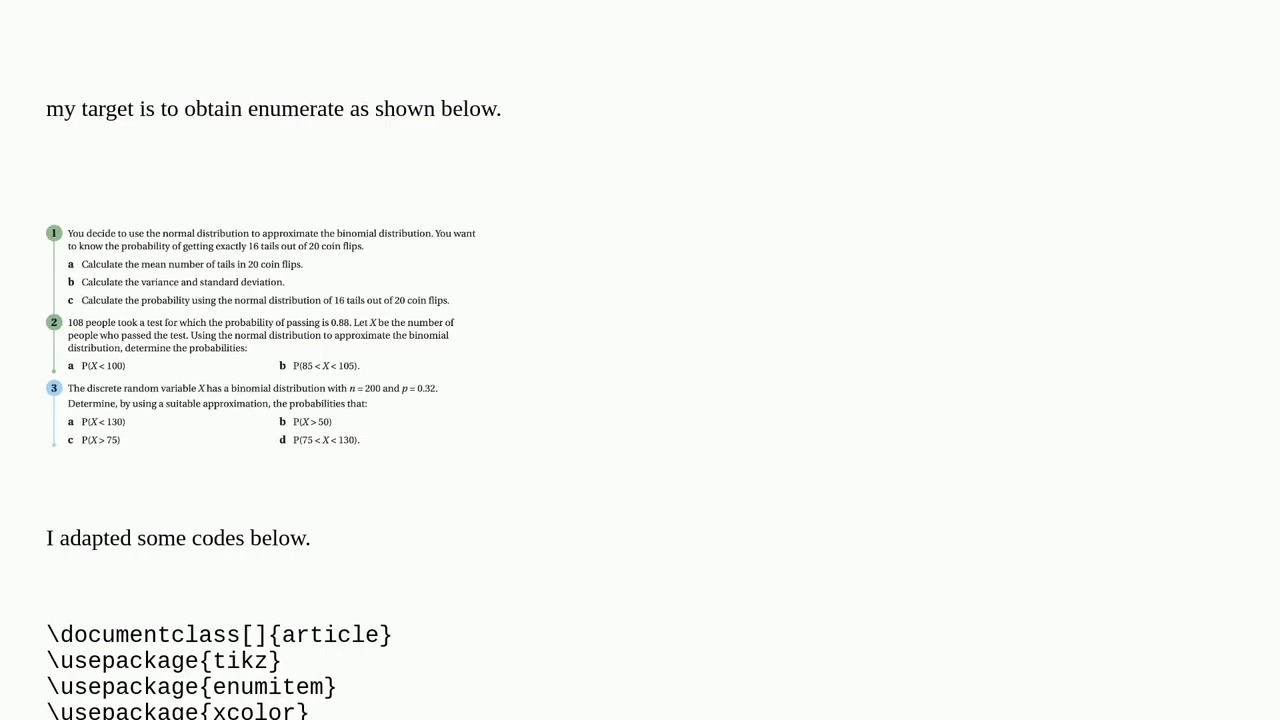 my target is to obtain enumerate as shown below.
1 You decide to use the normal distribution to approximate the binomial distribution. You want
to know the probability of getting exactly 16 tails out of 20 coin flips.
a Calculate the mean number of tails in 20 coin flips.
b Calculate the variance and standard deviation.
c Calculate the probability using the normal distribution of 16 tails out of 20 coin flips.
2 108 people took a test for which the probability of passing is 0.88. Let X be the number of
people who passed the test. Using the normal distribution to approximate the binomial
distribution, determine the probabilities:
a P(X < 100) b P(85 < X < 105).
3 The discrete random variable X has a binomial distribution with n = 200 and p = 0.32.
Determine, by using a suitable approximation, the probabilities that:
a P(X < 130) b P(X > 50)
c P(X > 75) d P(75 < X < 130).
I adapted some codes below.
\documentclass[]{article}
\usepackage{tikz}
\usepackage{enumitem}
\usepackage{xcolor}